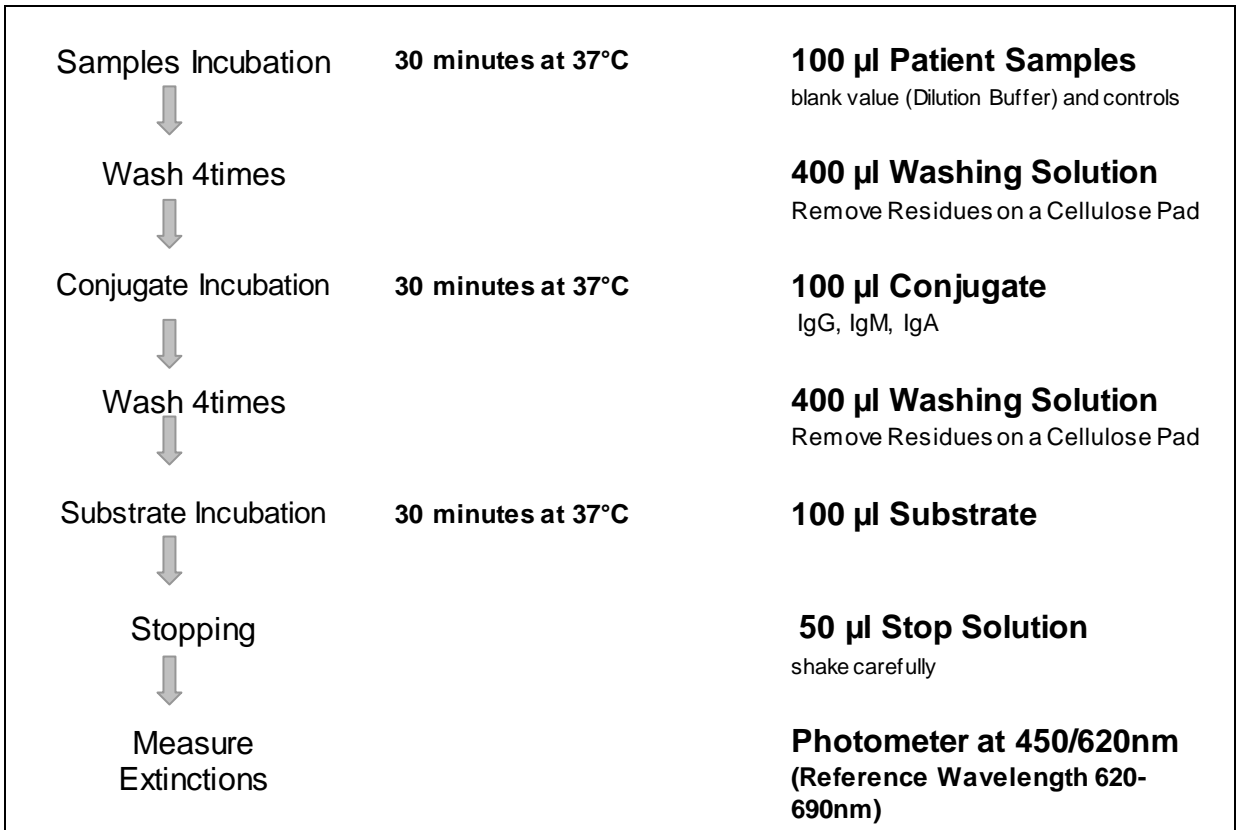 Samples Incubation 30 minutes at 37°C 100 µl Patient Samples
blank value (Dilution Buffer) and controls
Wash 4times 400 µl Washing Solution
Remove Residues on a Cellulose Pad
Conjugate Incubation 30 minutes at 37°C 100 µl Conjugate
IgG, IgM, IgA
Wash 4times 400 µl Washing Solution
Remove Residues on a Cellulose Pad
Substrate Incubation 30 minutes at 37°C 100 µl Substrate
Stopping 50 µl Stop Solution
shake carefully
Measure Photometer at 450/620nm
Extinctions (Reference Wavelength 620-
690nm)